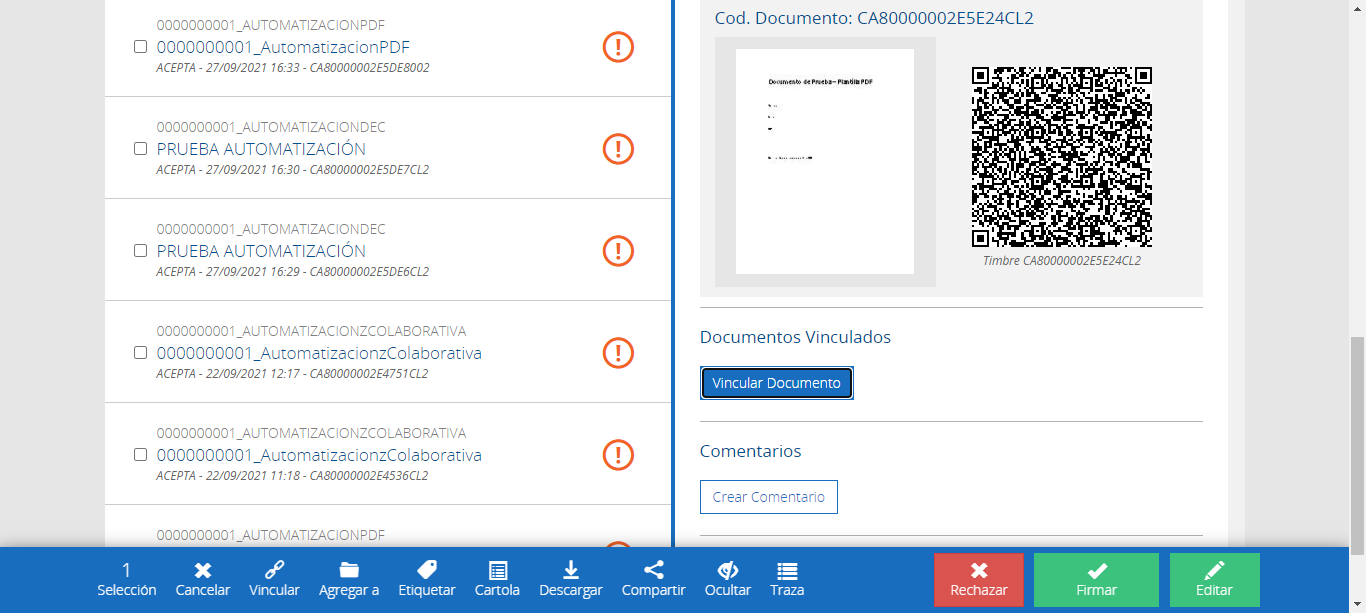 0000000001_AUTOMATIZACIONPDF
0000000001_AutomatizacionPDF
ACEPTA - 27/09/2021 16:33 - CA80000002E5DE8002
0000000001_AUTOMATIZACIONDEC
PRUEBA AUTOMATIZACIÓN
ACEPTA - 27/09/2021 16:30 - CA80000002E5DE7CL2
0000000001_AUTOMATIZACIONDEC
PRUEBA AUTOMATIZACIÓN
ACEPTA - 27/09/2021 16:29 - CA80000002E5DE6CL2
0000000001_AUTOMATIZACIONZCOLABORATIVA
0000000001_AutomatizacionzColaborativa
ACEPTA - 22/09/2021 12:17 - CA80000002E4751CL2
0000000001_AUTOMATIZACIONZCOLABORATIVA
0000000001_AutomatizacionzColaborativa
ACEPTA - 22/09/2021 11:18 - CA80000002E4536CL2
0000000001_AUTOMATIZACIONPDF
Cod. Documento: CA80000002E5E24CL2
Documento de Prueba – Plantilla PDF
Timbre CA80000002E5E24CL2
Documentos Vinculados
Vincular Documento
Comentarios
Crear Comentario
1
Selección Cancelar Vincular Agregar a Etiquetar Cartola Descargar Compartir Ocultar Traza Rechazar Firmar Editar